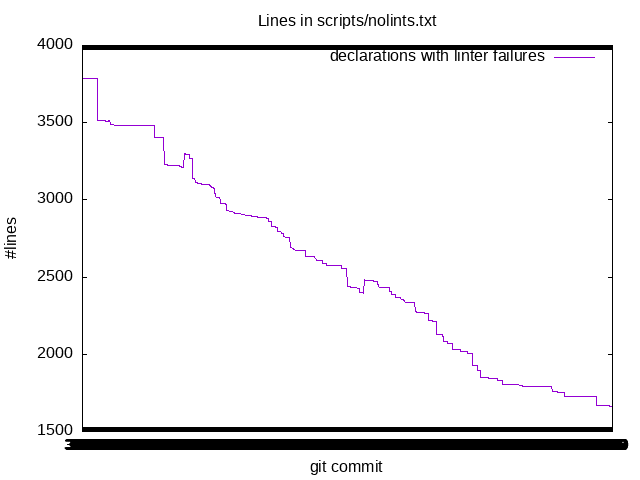 Lines in scripts/nolints.txt
4000
declarations with linter failures
3500
3000
#lines
2500
2000
1500
git commit